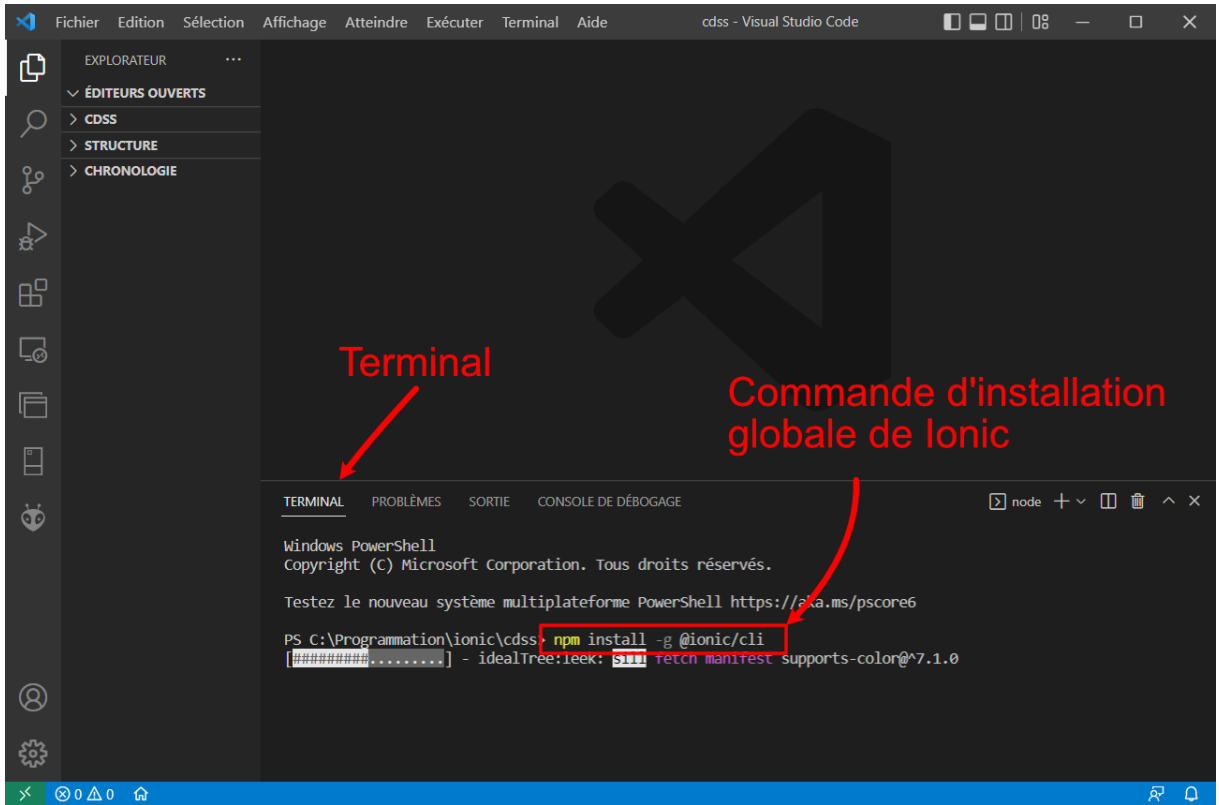 Fichier Edition Sélection Affichage Atteindre Exécuter Terminal Aide cdss - Visual Studio Code
EXPLORATEUR ...
ÉDITEURS OUVERTS
CDSS
STRUCTURE
CHRONOLOGIE
Terminal
Commande d'installation
globale de Ionic
TERMINAL PROBLÈMES SORTIE CONSOLE DE DÉBOGAGE node
Windows PowerShell
Copyright (C) Microsoft Corporation. Tous droits réservés.
Testez le nouveau système multiplateforme PowerShell https://aka.ms/pscore6
PS C:\Programmation\ionic\cdss> npm install -g @ionic/cli
[#########.........] - idealTree:leek: sill fetch manifest supports-color@^7.1.0
0 0